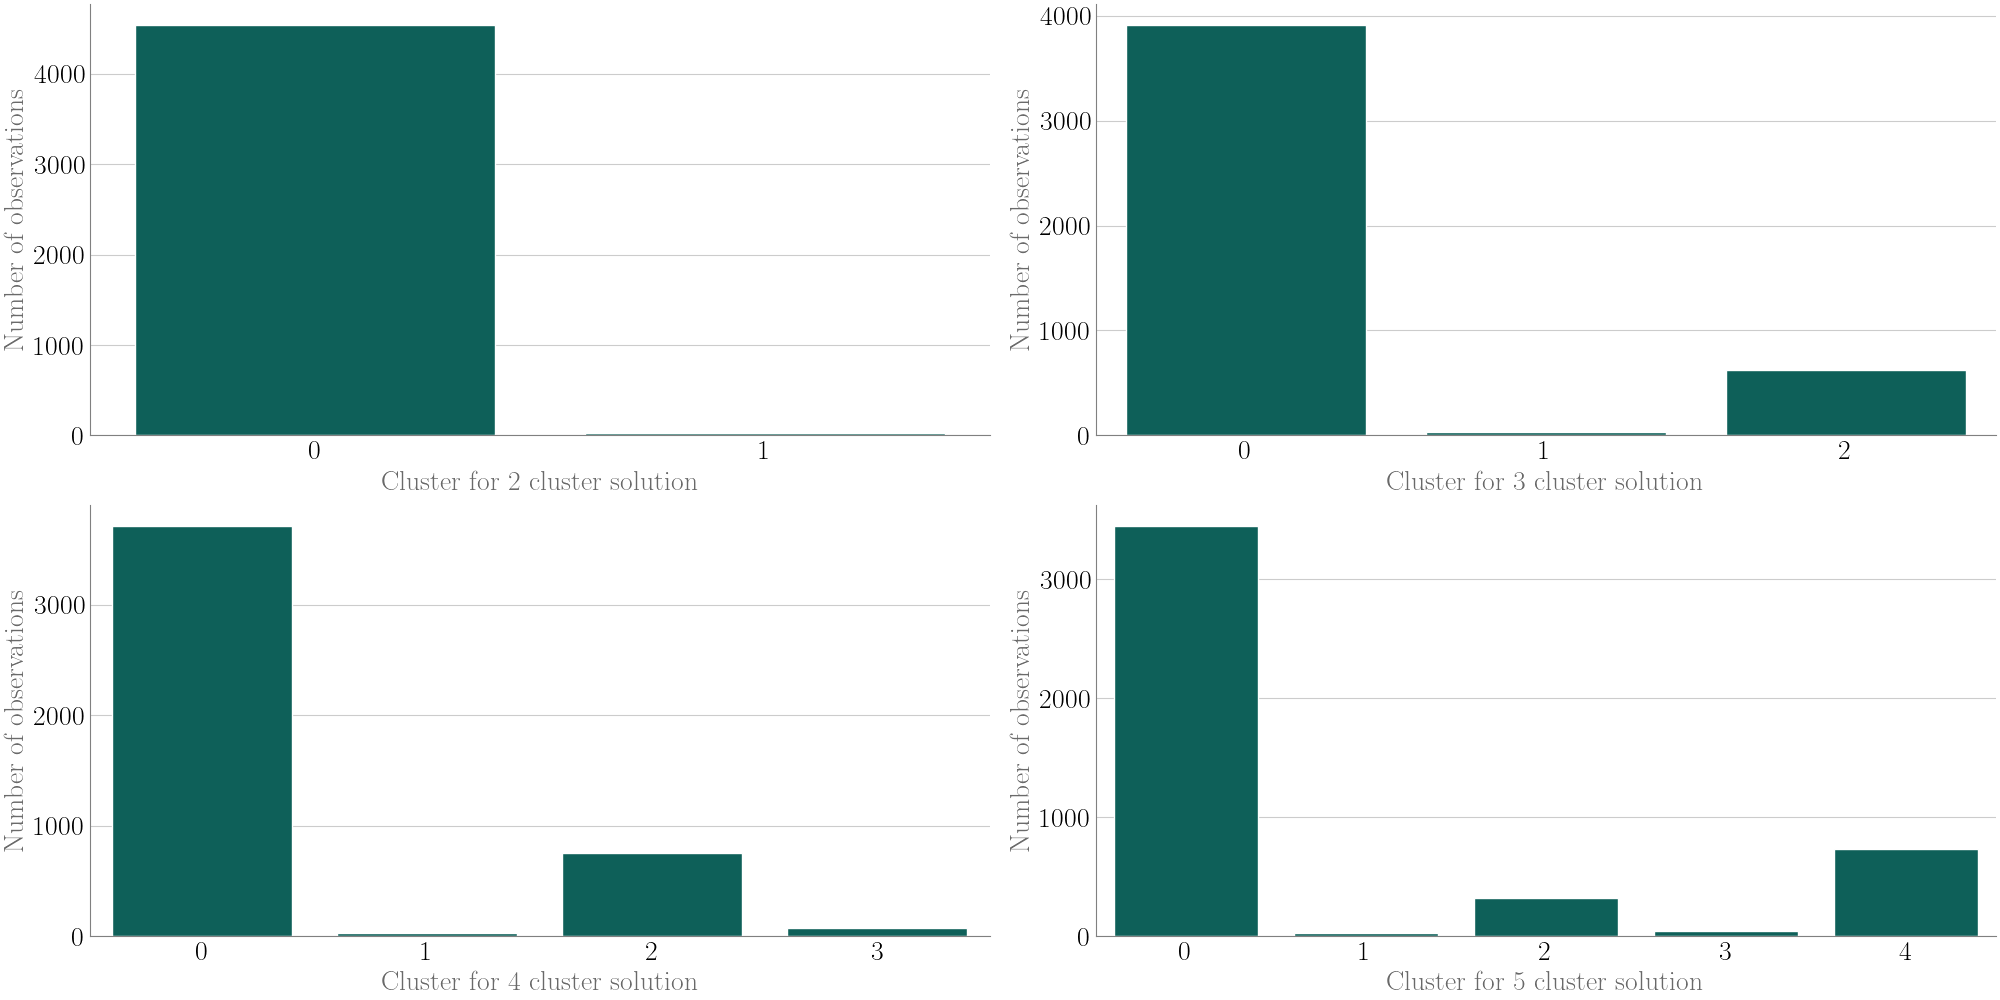 Number of observations
4000
3000
2000
1000
0
0 1
Cluster for 2 cluster solution
Number of observations
4000
3000
2000
1000
0
0 1 2
Cluster for 3 cluster solution
Number of observations
3000
2000
1000
0
0 1 2 3
Cluster for 4 cluster solution
Number of observations
3000
2000
1000
0
0 1 2 3 4
Cluster for 5 cluster solution